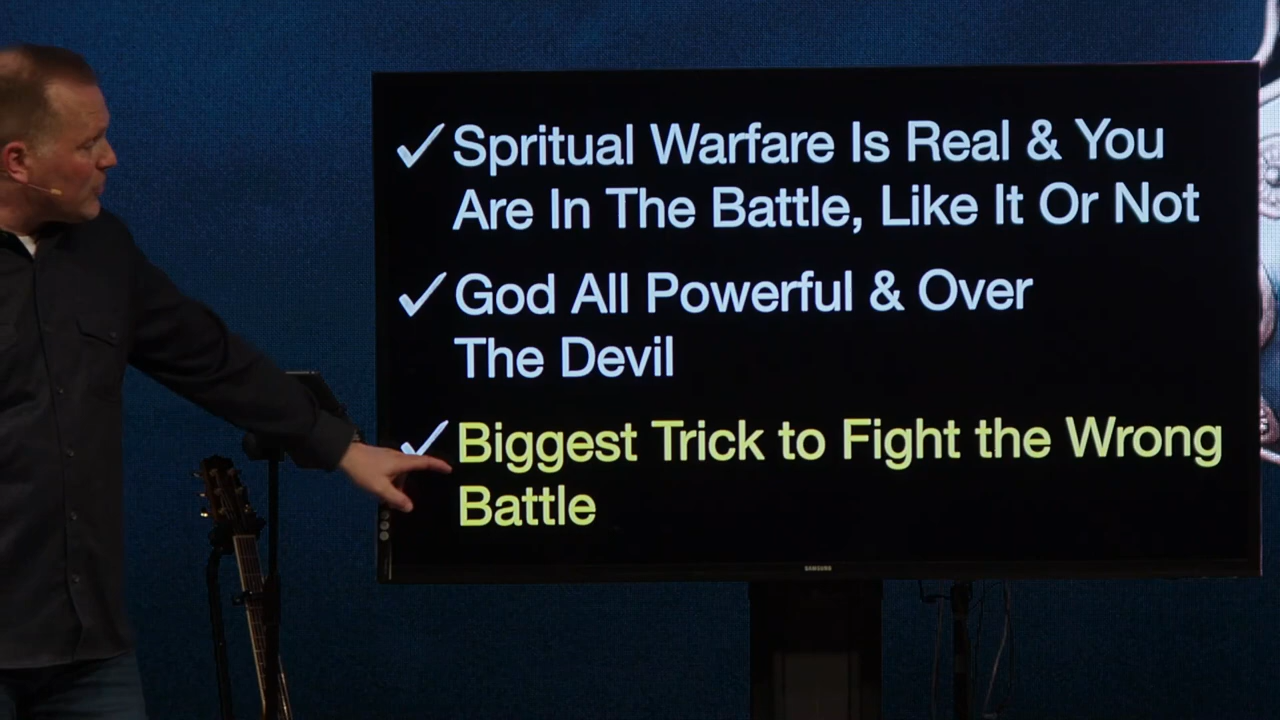 Spritual Warfare Is Real & You
Are In The Battle, Like It Or Not
God All Powerful & Over
The Devil
Biggest Trick to Fight the Wrong
Battle
SAMSUNG